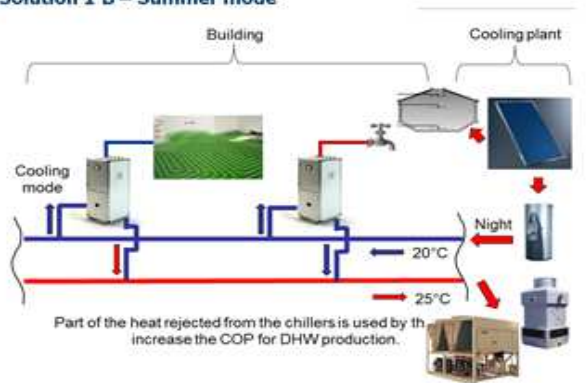 Solution 1 B – Summer mode
Building
Cooling plant
Cooling
mode
Night
20°C
25°C
Part of the heat rejected from the chillers is used by th
increase the COP for DHW production.